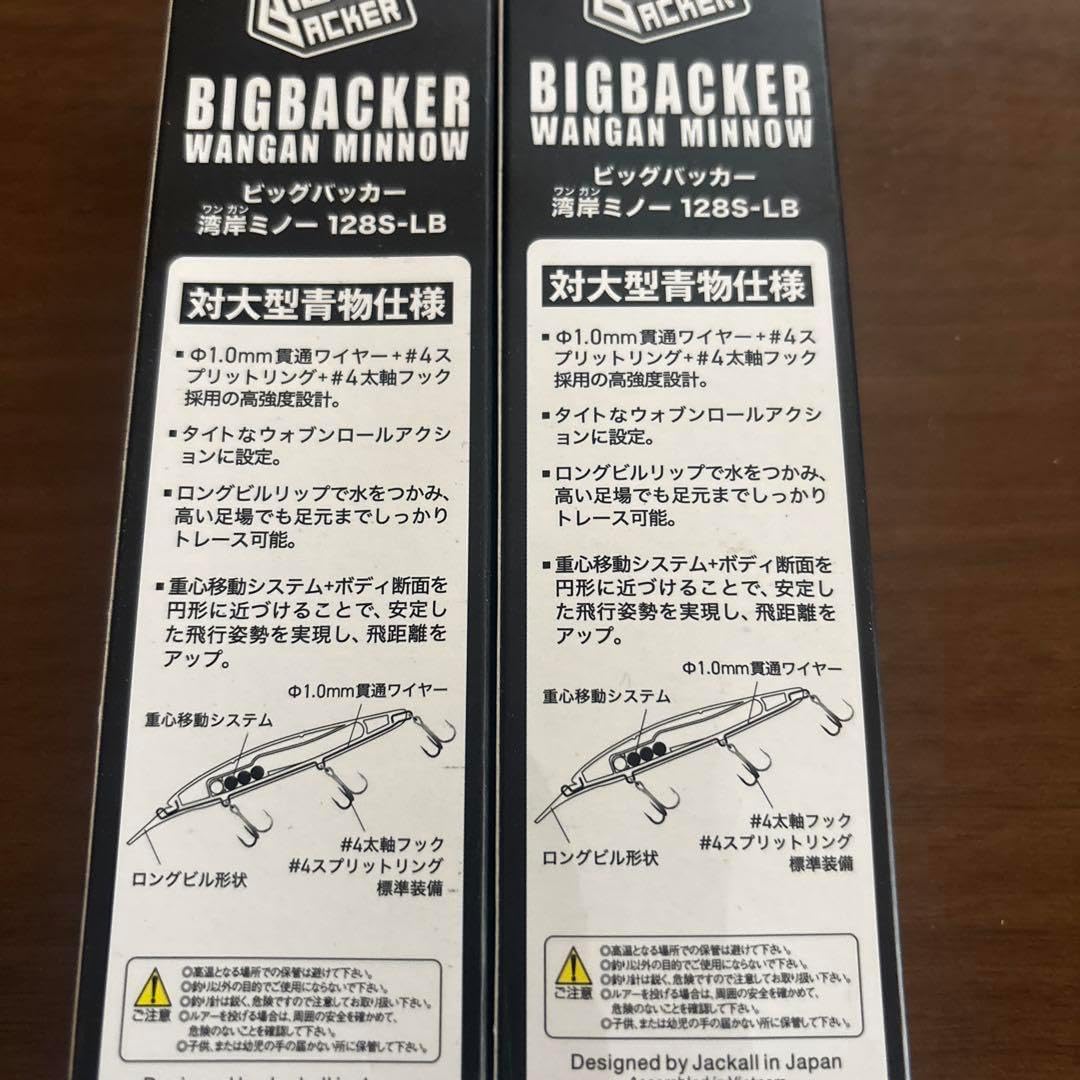 ACKER
BIGBACKER
WANGAN MINNOW
ビッグバッカー
ワン ガン
湾岸ミノー 128S-LB
対大型青物仕様
▪Φ1.0mm貫通ワイヤー+#4ス
プリットリング+#4太軸フック
採用の高強度設計。
▪タイトなウォブンロールアクシ
ョンに設定。
▪ロングビルリップで水をつかみ、
高い足場でも足元までしっかり
トレース可能。
▪重心移動システム+ボディ断面を
円形に近づけることで、安定し
た飛行姿勢を実現し、飛距離を
アップ。
Φ1.0mm貫通ワイヤー
重心移動システム
#4太軸フック
#4スプリットリング
標準装備
ロングビル形状
ご注意
◎高温となる場所での保管は避けて下さい。
◎釣り以外の目的でご使用にならないで下さい。
◎釣り針は鋭く、危険ですので注意してお取り扱い下さい。
◎ルアーを投げる場合は、周囲の安全を確かめて、
危険のないことを確認して下さい。
◎子供、または幼児の手の届かない所に保管して下さい。
ACKER
BIGBACKER
WANGAN MINNOW
ビッグバッカー
ワン ガン
湾岸ミノー 128S-LB
対大型青物仕様
▪Φ1.0mm貫通ワイヤー+#4ス
プリットリング+#4太軸フック
採用の高強度設計。
▪タイトなウォブンロールアクシ
ョンに設定。
▪ロングビルリップで水をつかみ、
高い足場でも足元までしっかり
トレース可能。
▪重心移動システム+ボディ断面を
円形に近づけることで、安定し
た飛行姿勢を実現し、飛距離を
アップ。
Φ1.0mm貫通ワイヤー
重心移動システム
#4太軸フック
#4スプリットリング
標準装備
ロングビル形状
ご注意
◎高温となる場所での保管は避けて下さい。
◎釣り以外の目的でご使用にならないで下さい。
◎釣り針は鋭く、危険ですので注意してお取り扱い下さい。
◎ルアーを投げる場合は、周囲の安全を確かめて、
危険のないことを確認して下さい。
◎子供、または幼児の手の届かない所に保管して下さい。
Designed by Jackall in Japan